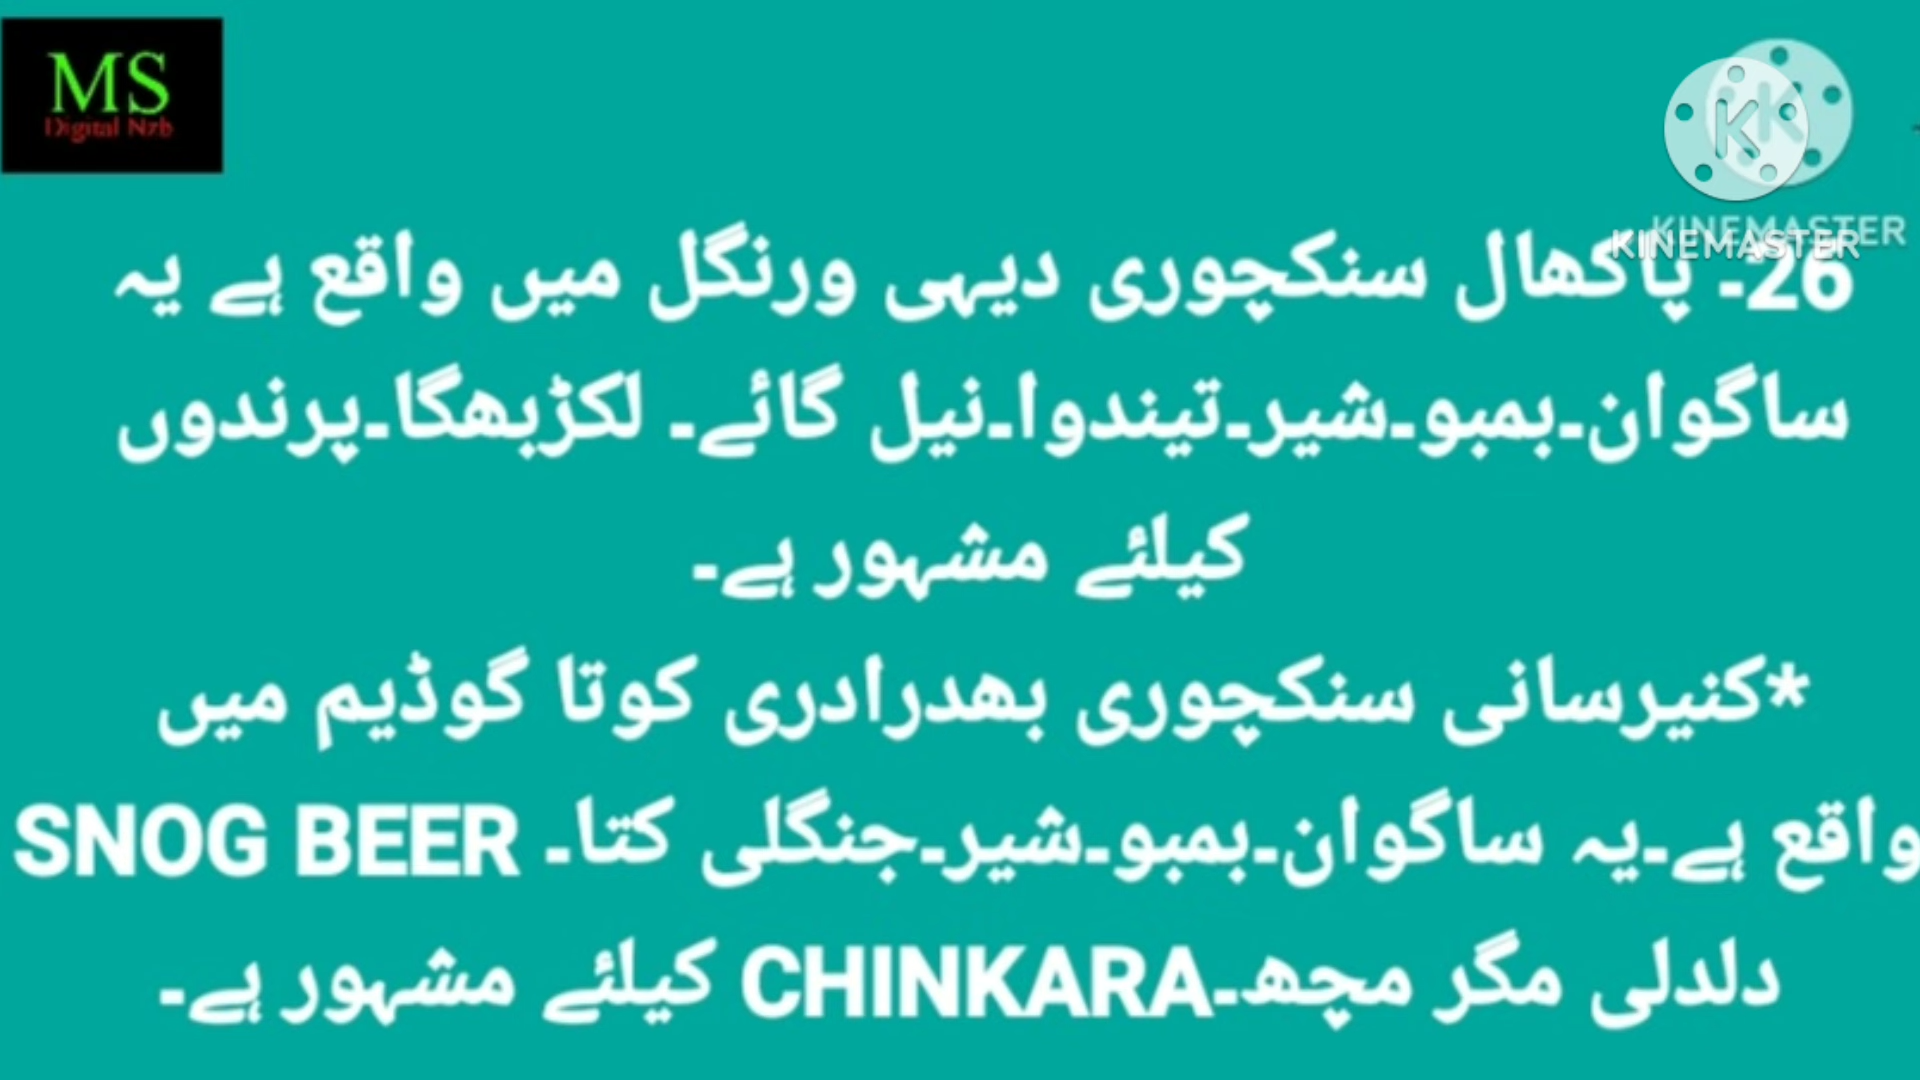 MS
Digital Nzb
KINEMASTER
KINEMASTER
26۔ پاکھال سنکچوری دیہی ورنگل میں واقع ہے یہ
ساگوان۔بمبو۔شیر۔تیندوا۔نیل گائے۔ لکڑبھگا۔پرندوں
کیلئے مشہور ہے۔
*کنیرسانی سنکچوری بھدرادری کوتا گوڈیم میں
واقع ہے۔یہ ساگوان۔بمبو۔شیر۔جنگلی کتا۔ SNOG BEER
دلدلی مگر مچھ۔CHINKARA کیلئے مشہور ہے۔